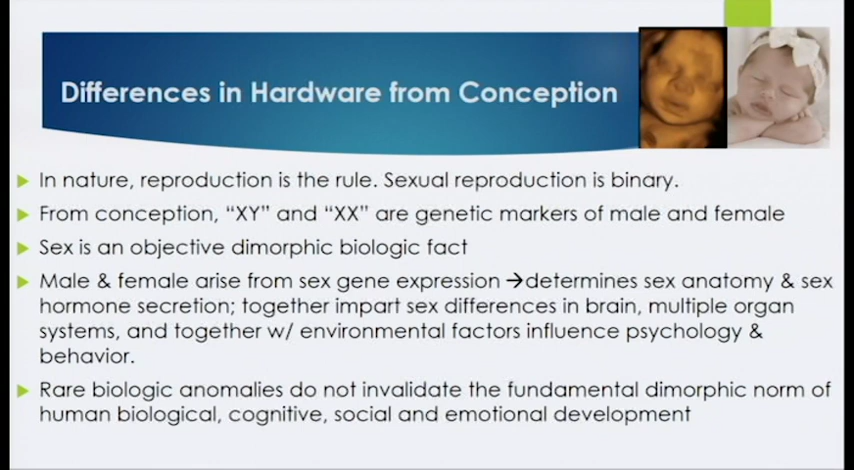 Differences in Hardware from Conception
In nature, reproduction is the rule. Sexual reproduction is binary.
From conception, “XY” and “XX” are genetic markers of male and female
Sex is an objective dimorphic biologic fact
Male & female arise from sex gene expression →determines sex anatomy & sex
hormone secretion; together impart sex differences in brain, multiple organ
systems, and together w/ environmental factors influence psychology &
behavior.
Rare biologic anomalies do not invalidate the fundamental dimorphic norm of
human biological, cognitive, social and emotional development